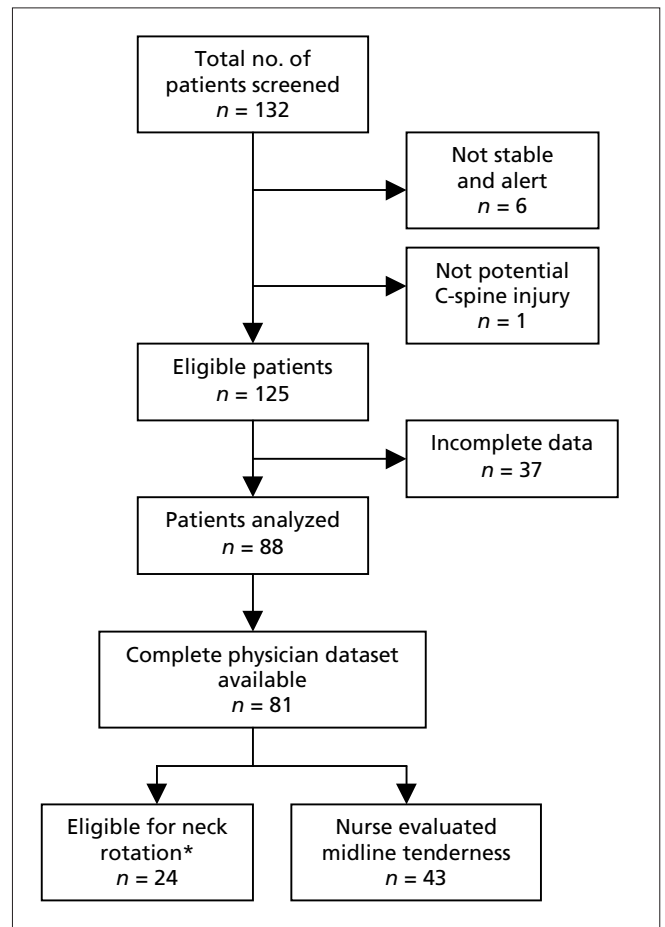 Total no. of
patients screened
n = 132
Not stable
and alert
n = 6
Not potential
C-spine injury
n = 1
Eligible patients
n = 125
Incomplete data
n = 37
Patients analyzed
n = 88
Complete physician dataset
available
n = 81
Eligible for neck
rotation*
n = 24
Nurse evaluated
midline tenderness
n = 43